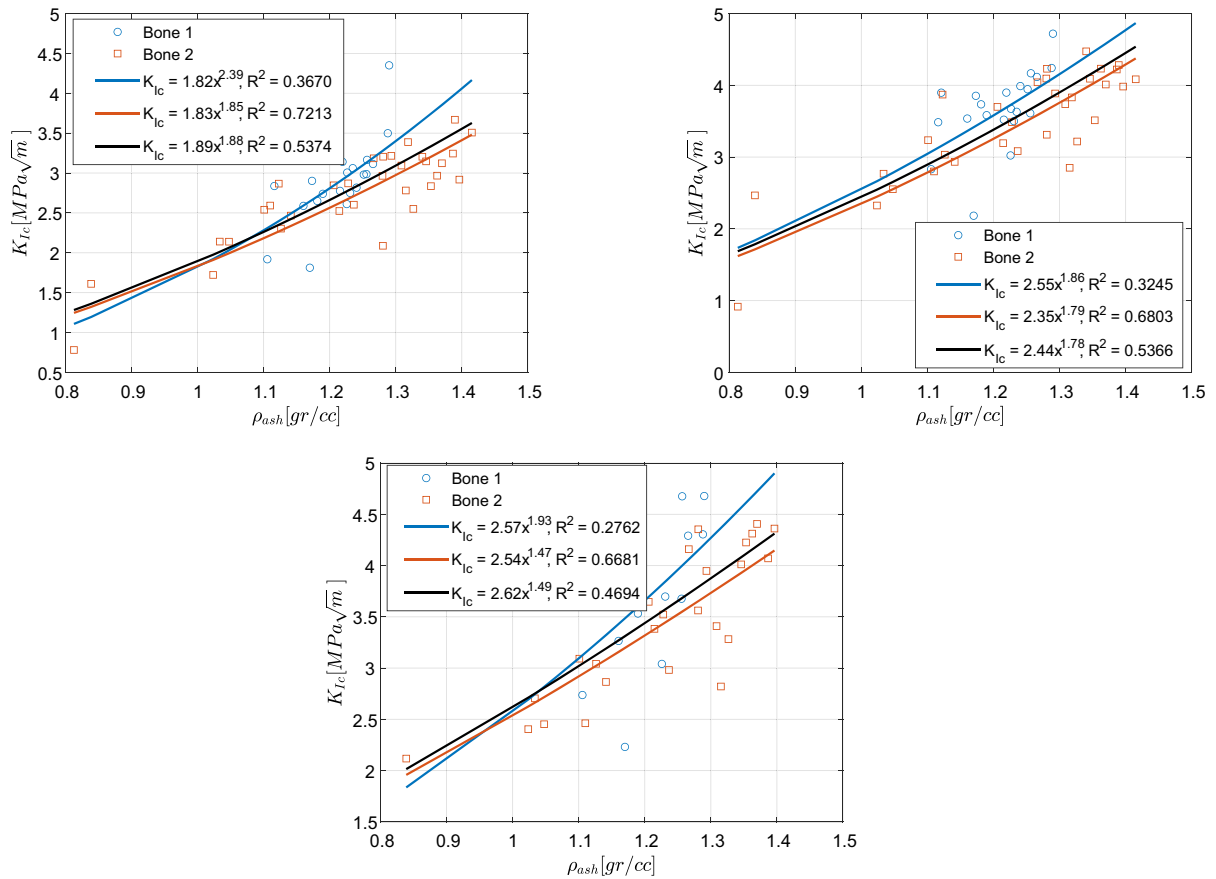 5
4.5
4
3.5
3
2.5
2
1.5
1
0.5
K_Ic [MPa√m]
Bone 1
Bone 2
K_Ic = 1.82x^2.39; R^2 = 0.3670
K_Ic = 1.83x^1.85; R^2 = 0.7213
K_Ic = 1.89x^1.88; R^2 = 0.5374
0.8 0.9 1 1.1 1.2 1.3 1.4 1.5
ρ_ash[gr/cc]
5
4
3
2
1
0
K_Ic [MPa√m]
Bone 1
Bone 2
K_Ic = 2.55x^1.86; R^2 = 0.3245
K_Ic = 2.35x^1.79; R^2 = 0.6803
K_Ic = 2.44x^1.78; R^2 = 0.5366
0.8 0.9 1 1.1 1.2 1.3 1.4 1.5
ρ_ash[gr/cc]
5
4.5
4
3.5
3
2.5
2
1.5
K_Ic [MPa√m]
Bone 1
Bone 2
K_Ic = 2.57x^1.93; R^2 = 0.2762
K_Ic = 2.54x^1.47; R^2 = 0.6681
K_Ic = 2.62x^1.49; R^2 = 0.4694
0.8 0.9 1 1.1 1.2 1.3 1.4 1.5
ρ_ash[gr/cc]